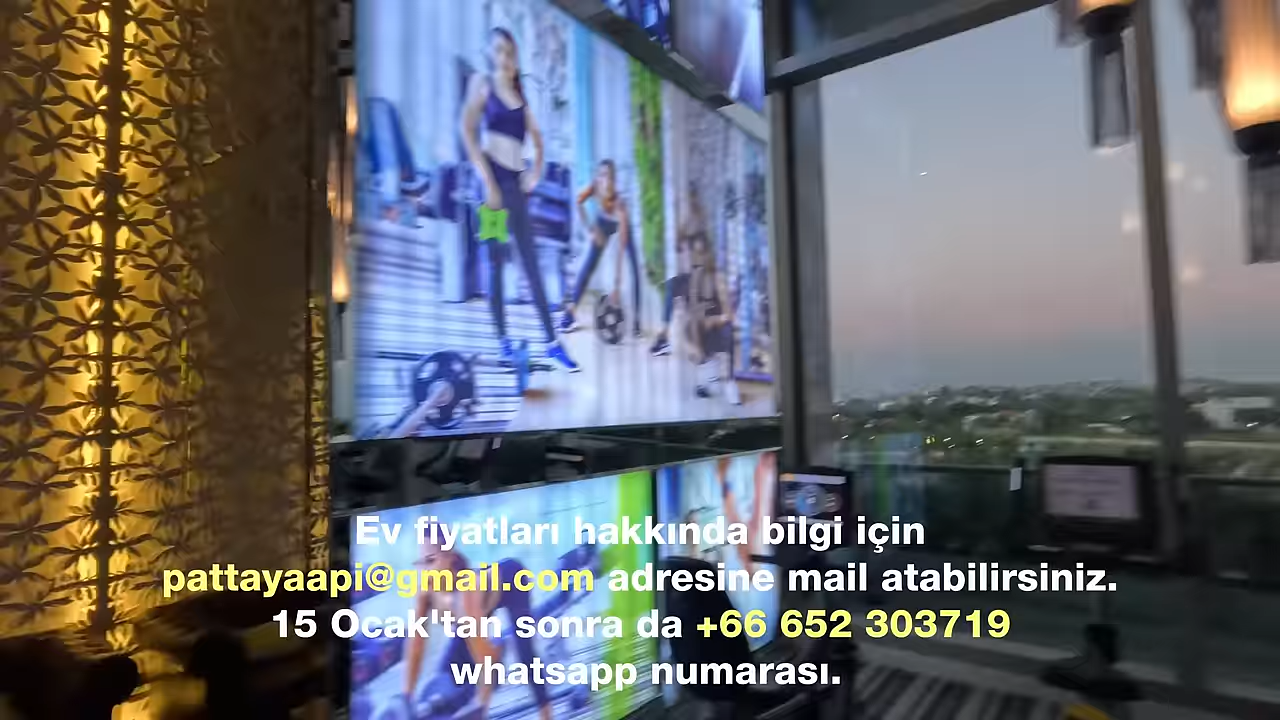 Ev fiyatları hakkında bilgi için
pattayaapi@gmail.com adresine mail atabilirsiniz.
15 Ocak'tan sonra da +66 652 303719
whatsapp numarası.